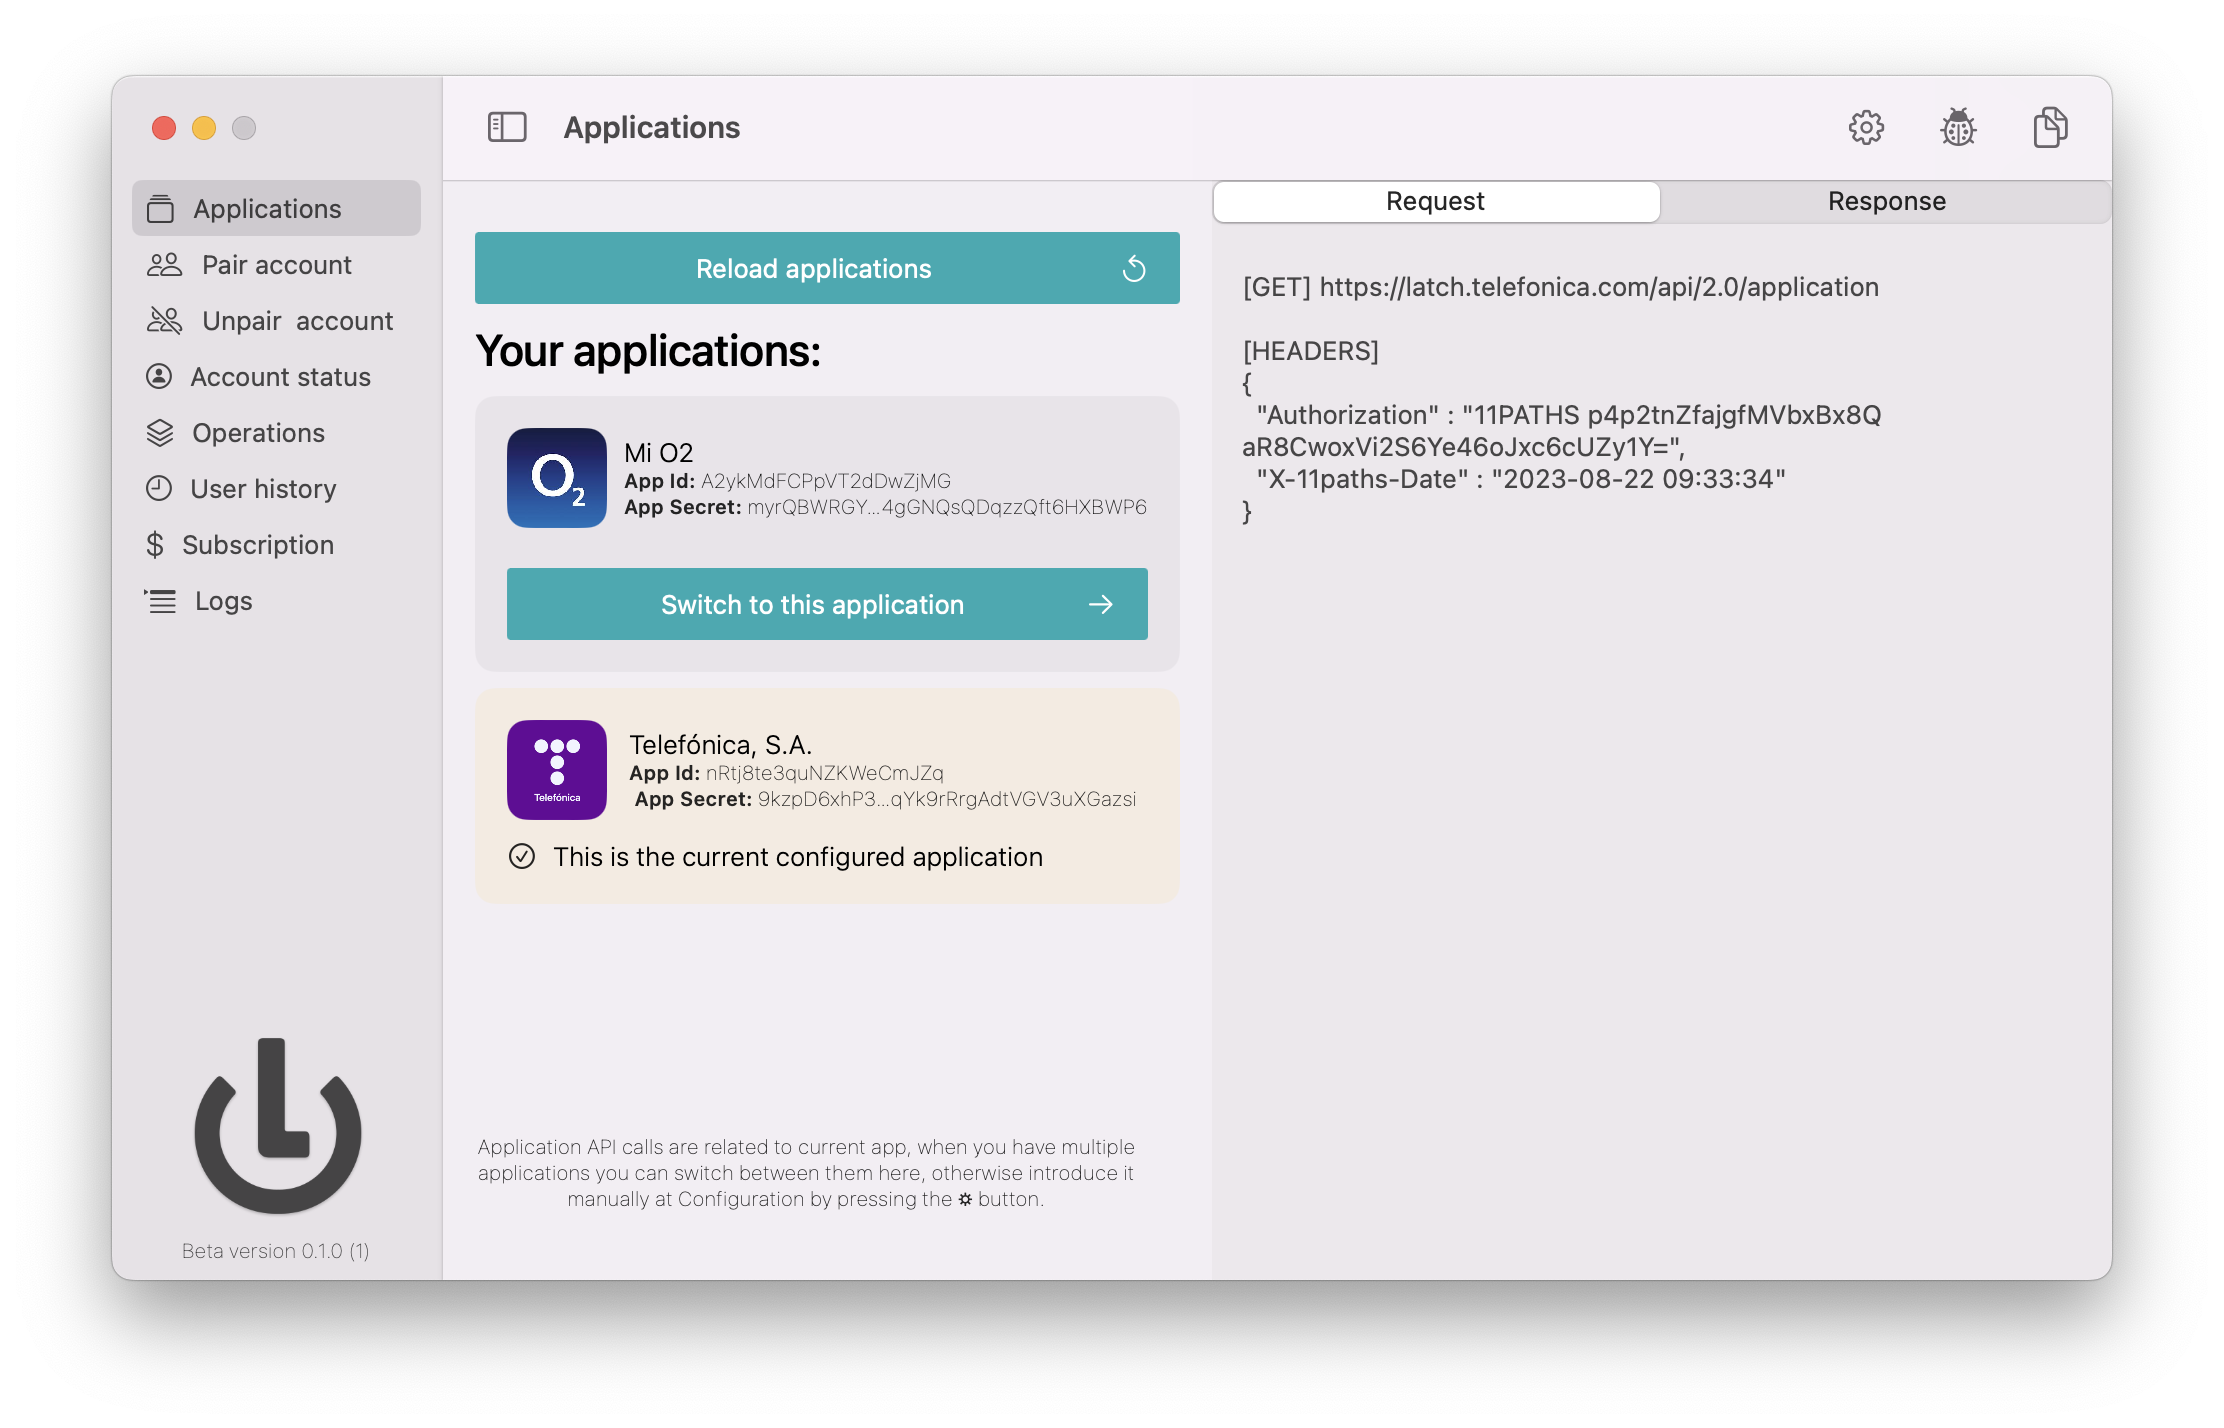 Applications
Applications
Pair account
Unpair  account
Account status
Operations
User history
$ Subscription
Logs
Beta version 0.1.0 (1)
Reload applications
Your applications:
O2
Mi O2
App Id: A2ykMdFCPpVT2dDwZjMG
App Secret: myrQBWRGY...4gGNQsQDqzzQft6HXBWP6
Switch to this application
Telefónica
Telefónica, S.A.
App Id: nRtj8te3quNZKWeCmJZq
App Secret: 9kzpD6xhP3...qYk9rRrgAdtVGV3uXGazsi
This is the current configured application
Application API calls are related to current app, when you have multiple
applications you can switch between them here, otherwise introduce it
manually at Configuration by pressing the button.
Request
Response
[GET] https://latch.telefonica.com/api/2.0/application
[HEADERS]
{
"Authorization" : "11PATHS p4p2tnZfajgfMVbxBx8Q
aR8CwoxVi2S6Ye46oJxc6cUZy1Y=",
"X-11paths-Date" : "2023-08-22 09:33:34"
}